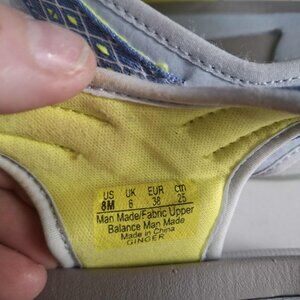 US UK EUR cm
8M 6 38 25
Man Made/Fabric Upper
Balance Man Made
Made in China
GINGER